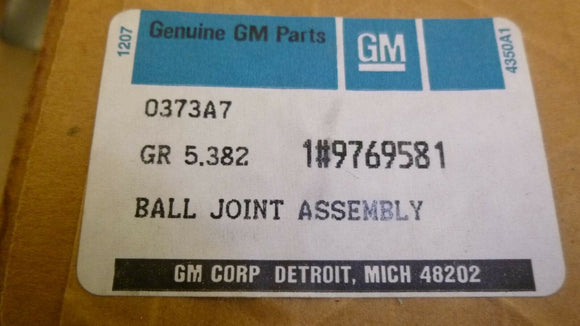 1207
Genuine GM Parts
GM
4350A1
0373A7
GR 5.382 1#9769581
BALL JOINT ASSEMBLY
GM CORP DETROIT, MICH 48202